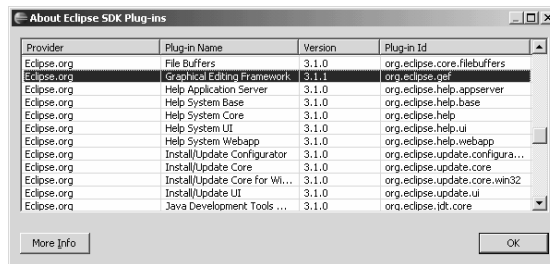 About Eclipse SDK Plug-ins
Provider Plug-in Name Version Plug-in Id
Eclipse.org File Buffers 3.1.0 org.eclipse.core.filebuffers
Eclipse.org Graphical Editing Framework 3.1.1 org.eclipse.gef
Eclipse.org Help Application Server 3.1.0 org.eclipse.help.appserver
Eclipse.org Help System Base 3.1.0 org.eclipse.help.base
Eclipse.org Help System Core 3.1.0 org.eclipse.help
Eclipse.org Help System UI 3.1.0 org.eclipse.help.ui
Eclipse.org Help System Webapp 3.1.0 org.eclipse.help.webapp
Eclipse.org Install/Update Configurator 3.1.0 org.eclipse.update.configura...
Eclipse.org Install/Update Core 3.1.0 org.eclipse.update.core
Eclipse.org Install/Update Core for Wi... 3.1.0 org.eclipse.update.core.win32
Eclipse.org Install/Update UI 3.1.0 org.eclipse.update.ui
Eclipse.org Java Development Tools ... 3.1.0 org.eclipse.jdt.core
More Info OK